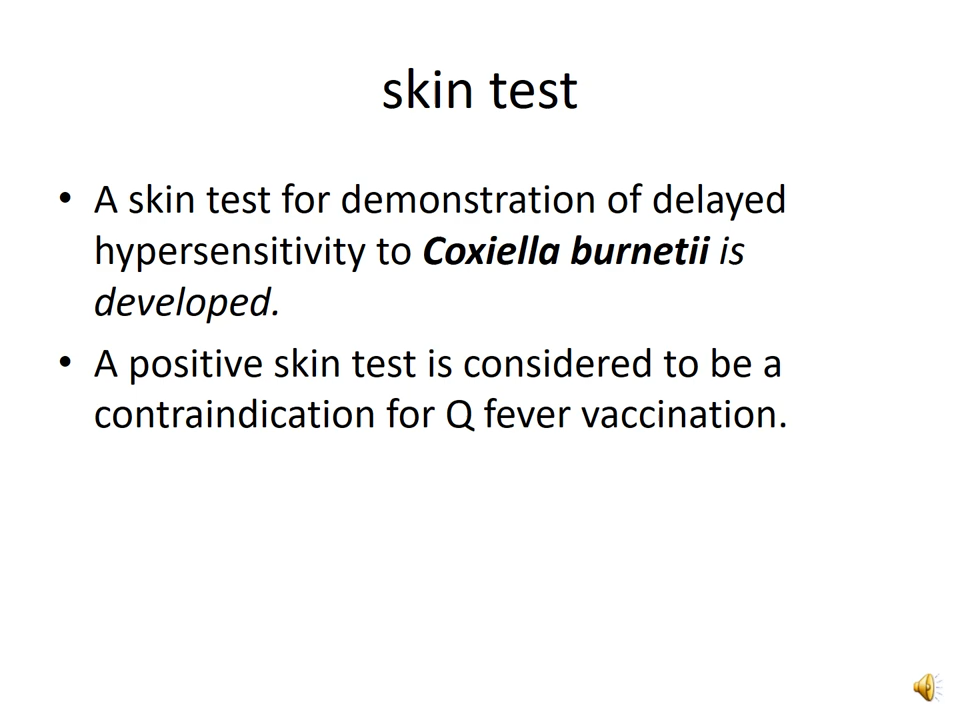 skin test
• A skin test for demonstration of delayed
hypersensitivity to Coxiella burnetii is
developed.
• A positive skin test is considered to be a
contraindication for Q fever vaccination.